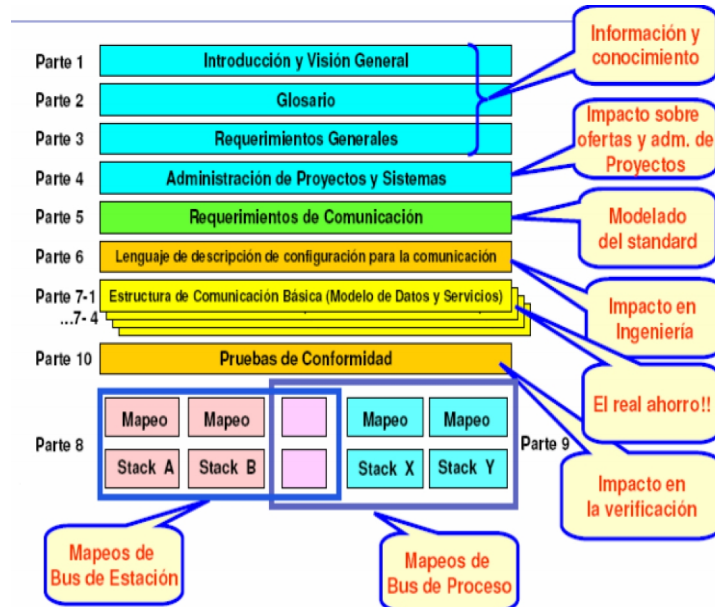 Información y
conocimiento
Parte 1
Introducción y Visión General
Parte 2
Glosario
Parte 3
Requerimientos Generales
Impacto sobre
ofertas y adm. de
Proyectos
Parte 4
Administración de Proyectos y Sistemas
Parte 5
Requerimientos de Comunicación
Modelado
del standard
Parte 6
Lenguaje de descripción de configuración para la comunicación
Parte 7-1
...7- 4
Estructura de Comunicación Básica (Modelo de Datos y Servicios)
Impacto en
Ingeniería
Parte 10
Pruebas de Conformidad
El real ahorro!!
Parte 8
Mapeo
Mapeo
Mapeo
Mapeo
Parte 9
Stack A
Stack B
Stack X
Stack Y
Impacto en
la verificación
Mapeos de
Bus de Estación
Mapeos de
Bus de Proceso